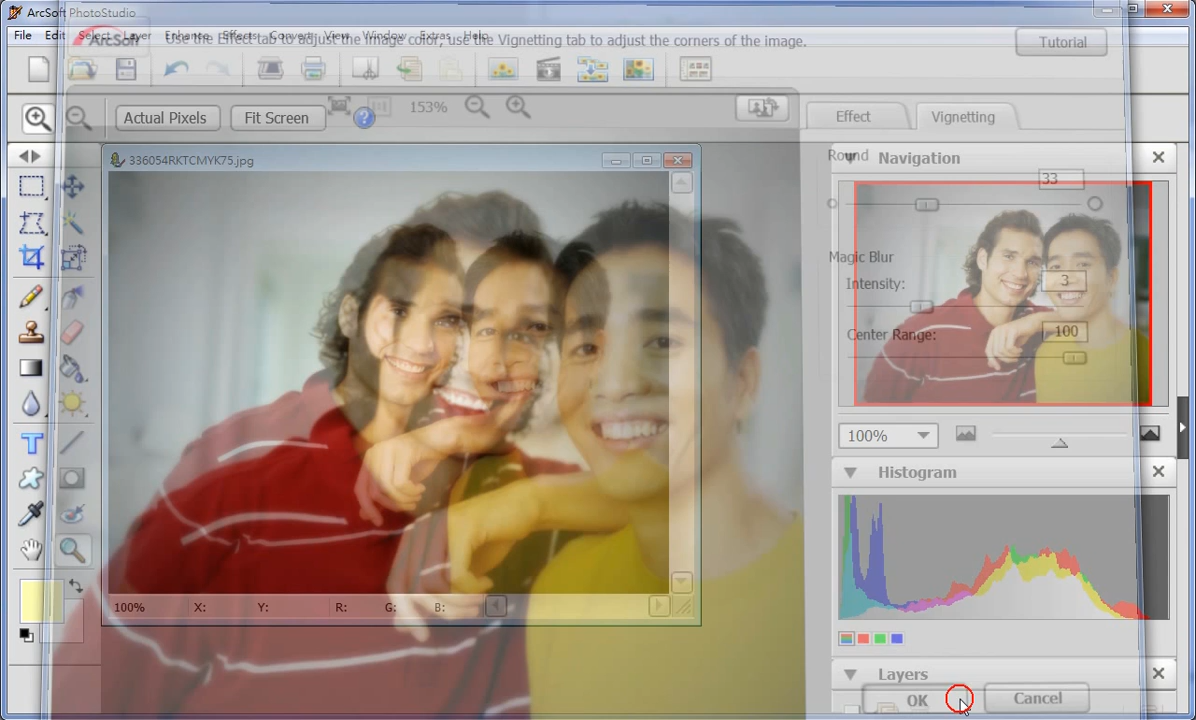 ArcSoft PhotoStudio
File Edit Select Layer Enhance Effects Convert View Window Extras Help
ArcSoft Use the Effect tab to adjust the image color, use the Vignetting tab to adjust the corners of the image.
Tutorial
153%
Actual Pixels Fit Screen
Effect Vignetting
336054RKTCMYK75.jpg
Round
Navigation
33
Magic Blur
Intensity: 3
Center Range: 100
100%
Histogram
100% X: Y: R: G: B:
Layers
OK Cancel